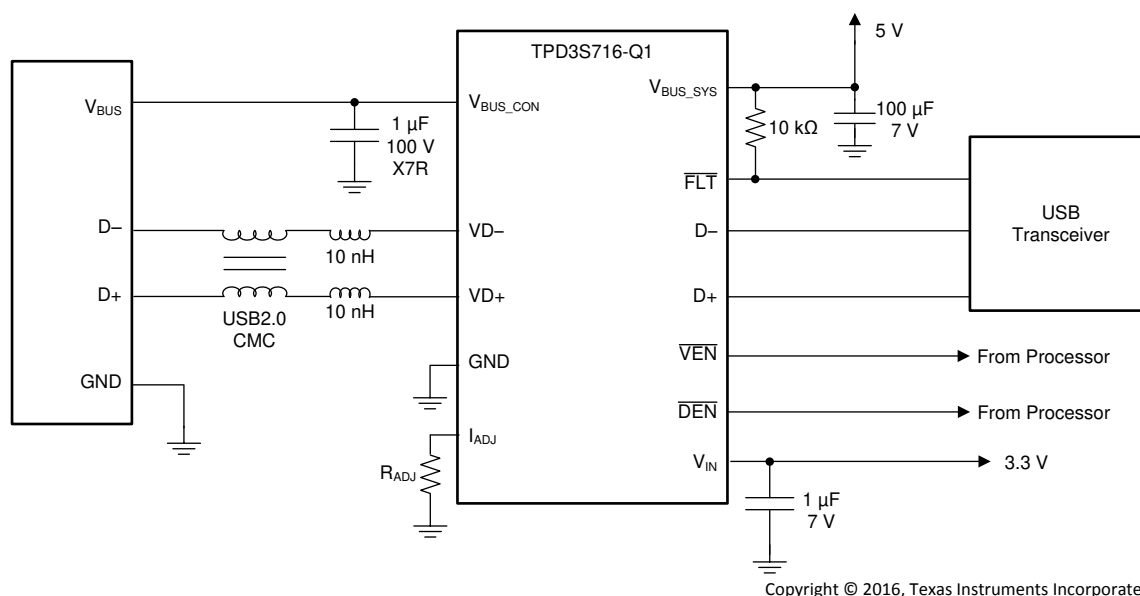 TPD3S716-Q1
5 V
V_BUS
V_BUS_CON
V_BUS_SYS
1 µF
100 V
X7R
10 kΩ
100 µF
7 V
FLT
USB
Transceiver
D−
10 nH
VD−
D−
D+
10 nH
VD+
D+
USB2.0
CMC
GND
GND
VEN
From Processor
DEN
From Processor
I_ADJ
R_ADJ
V_IN
3.3 V
1 µF
7 V
Copyright © 2016, Texas Instruments Incorporate